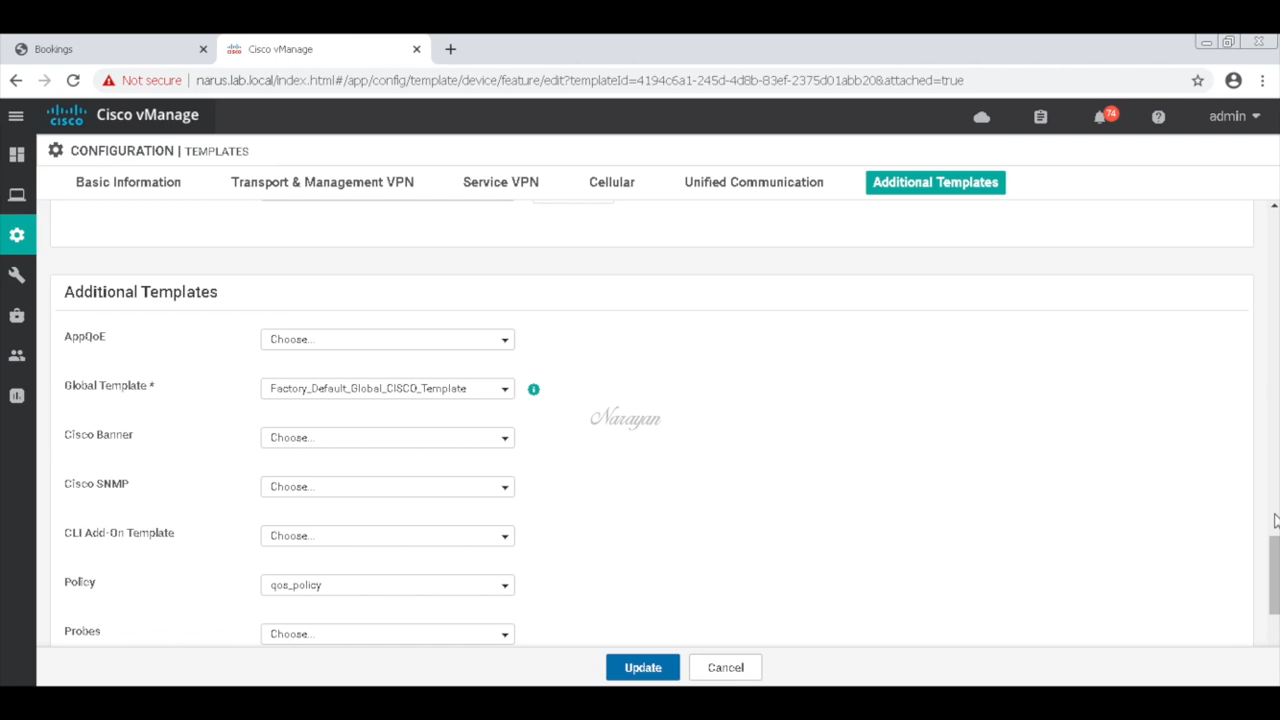 Bookings
Cisco vManage
Not secure
narus.lab.local/index.html#/app/config/template/device/feature/edit?templateId=4194c6a1-245d-4d8b-83ef-2375d01abb20&attached=true
cisco
Cisco vManage
74
admin
CONFIGURATION | TEMPLATES
Basic Information
Transport & Management VPN
Service VPN
Cellular
Unified Communication
Additional Templates
Additional Templates
AppQoE
Choose...
Global Template *
Factory_Default_Global_CISCO_Template
Narayan
Cisco Banner
Choose...
Cisco SNMP
Choose...
CLI Add-On Template
Choose...
Policy
qos_policy
Probes
Choose...
Update
Cancel